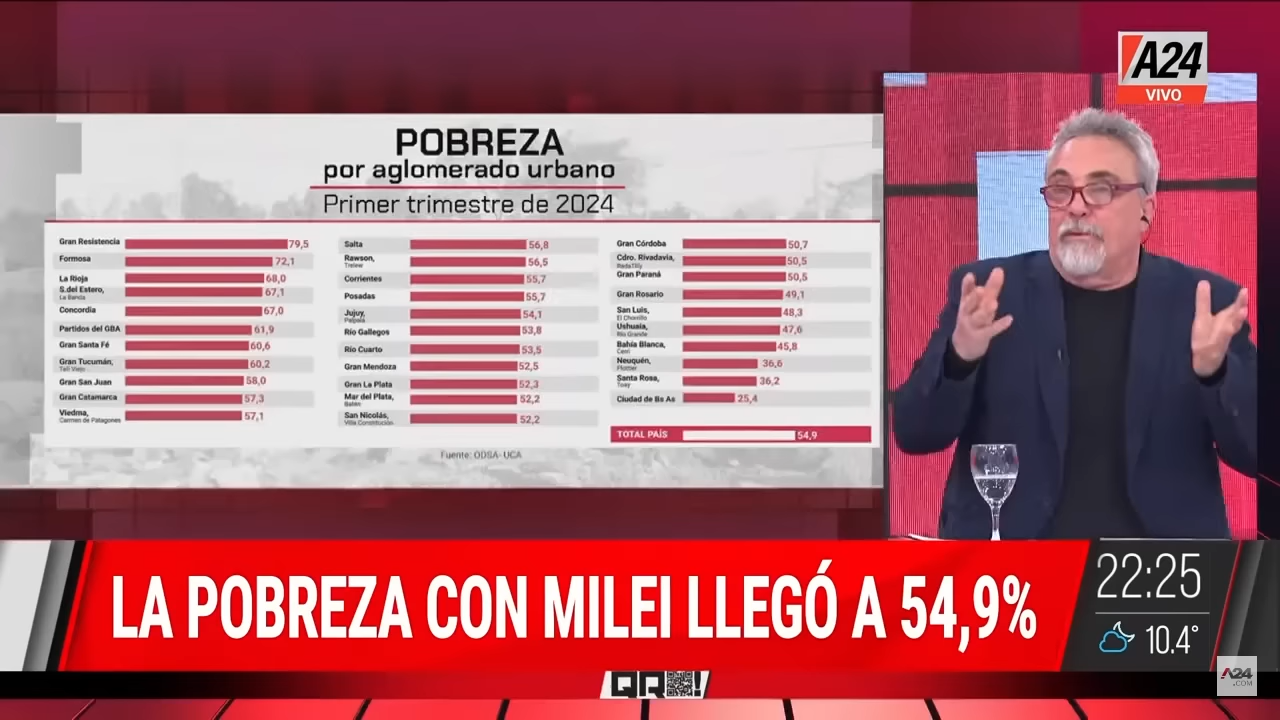 A24
VIVO
POBREZA
por aglomerado urbano
Primer trimestre de 2024
Gran Resistencia 79,5
Formosa 72,1
La Rioja 68,0
S.del Estero, 67,1
La Banda
Concordia 67,0
Partidos del GBA 61,9
Gran Santa Fé 60,6
Gran Tucumán, 60,2
Tafí Viejo
Gran San Juan 58,0
Gran Catamarca 57,3
Viedma, 57,1
Carmen de Patagones
Salta 56,8
Rawson, 56,5
Trelew
Corrientes 55,7
Posadas 55,7
Jujuy, 54,1
Palpalá
Río Gallegos 53,8
Río Cuarto 53,5
Gran Mendoza 52,5
Gran La Plata 52,3
Mar del Plata, 52,2
Batán
San Nicolás, 52,2
Villa Constitución
Gran Córdoba 50,7
Cdro. Rivadavia, 50,5
RadaTilly
Gran Paraná 50,5
Gran Rosario 49,1
San Luis, 48,3
El Chorrillo
Ushuaia, 47,6
Río Grande
Bahía Blanca, 45,8
Cerri
Neuquén, 36,6
Plottier
Santa Rosa, 36,2
Toay
Ciudad de Bs As 25,4
TOTAL PAÍS 54,9
Fuente: ODSA- UCA
LA POBREZA CON MILEI LLEGÓ A 54,9%
22:25
10.4°
QR!
A24
.COM